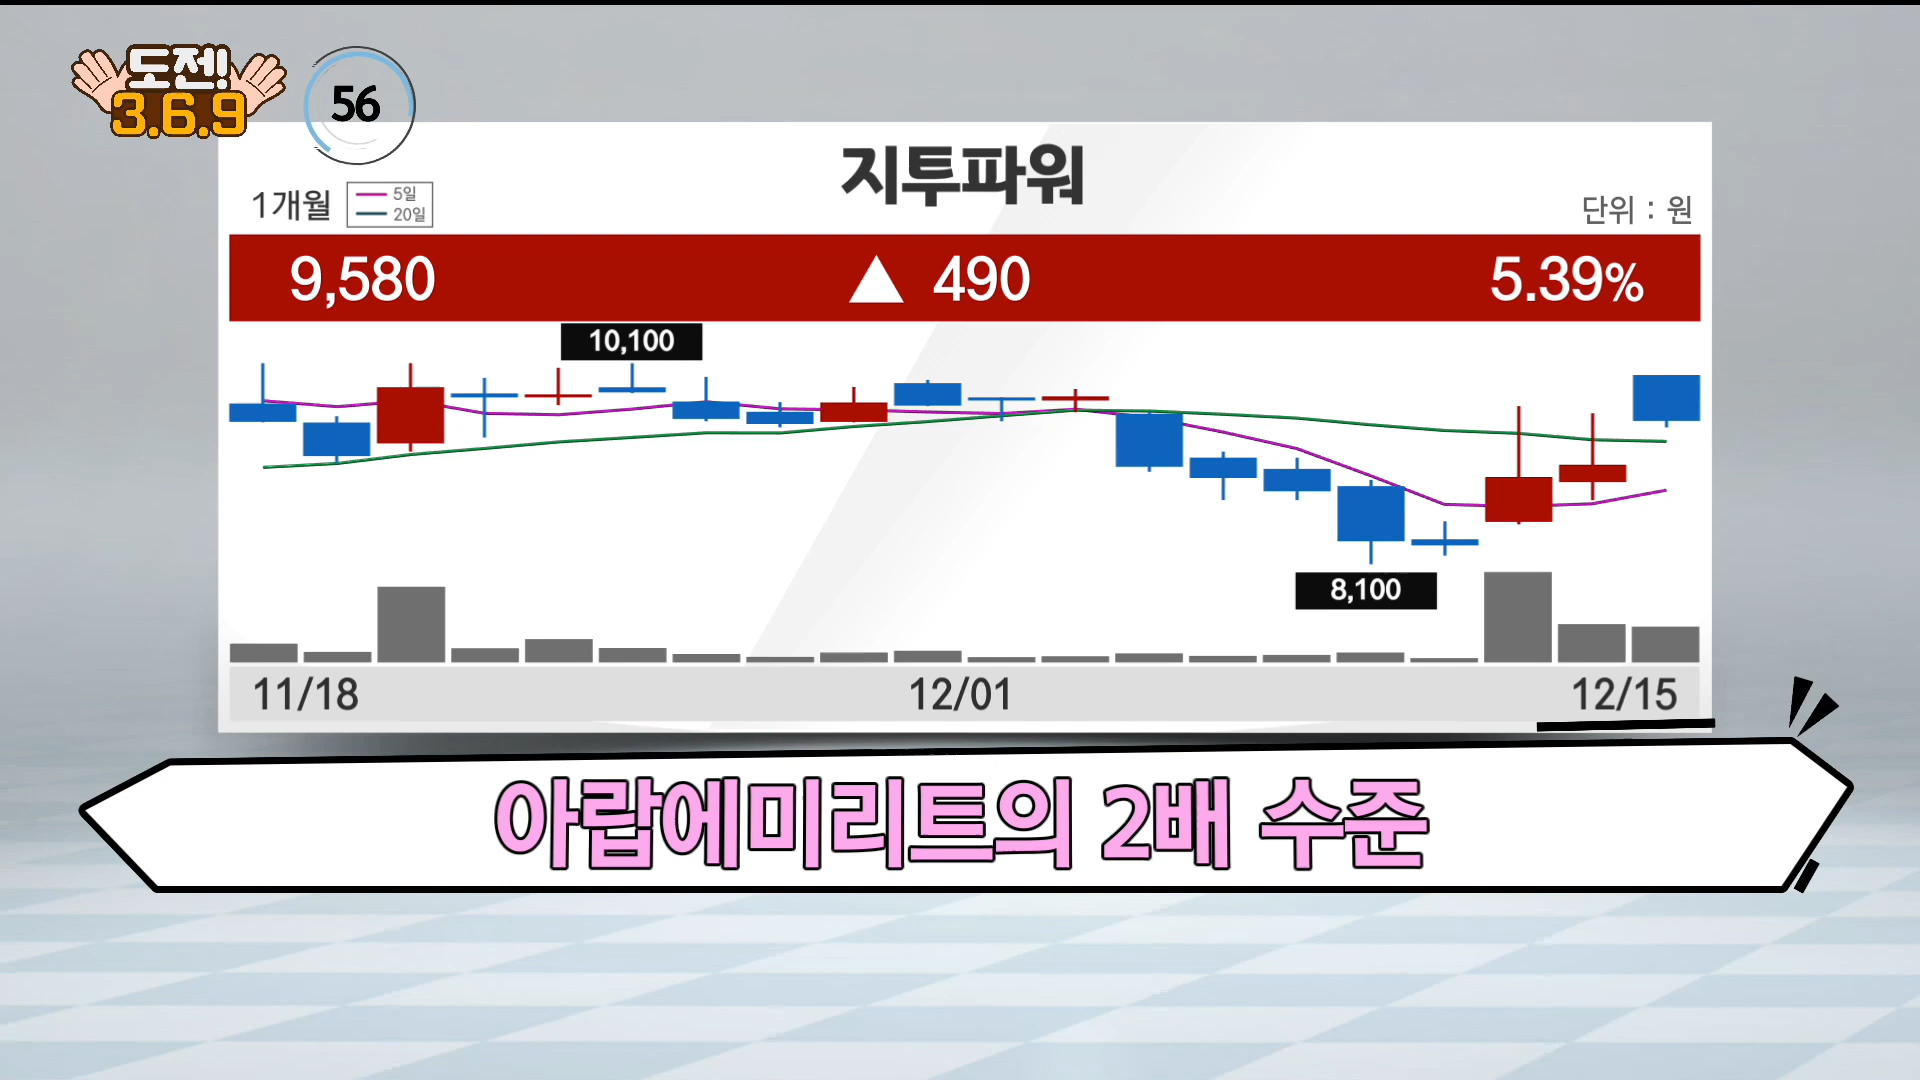 도젠!
3.6.9
56
지투파워
1개월
5일
20일
단위 : 원
9,580 ▲ 490 5.39%
10,100
8,100
11/18 12/01 12/15
아랍에미리트의 2배 수준